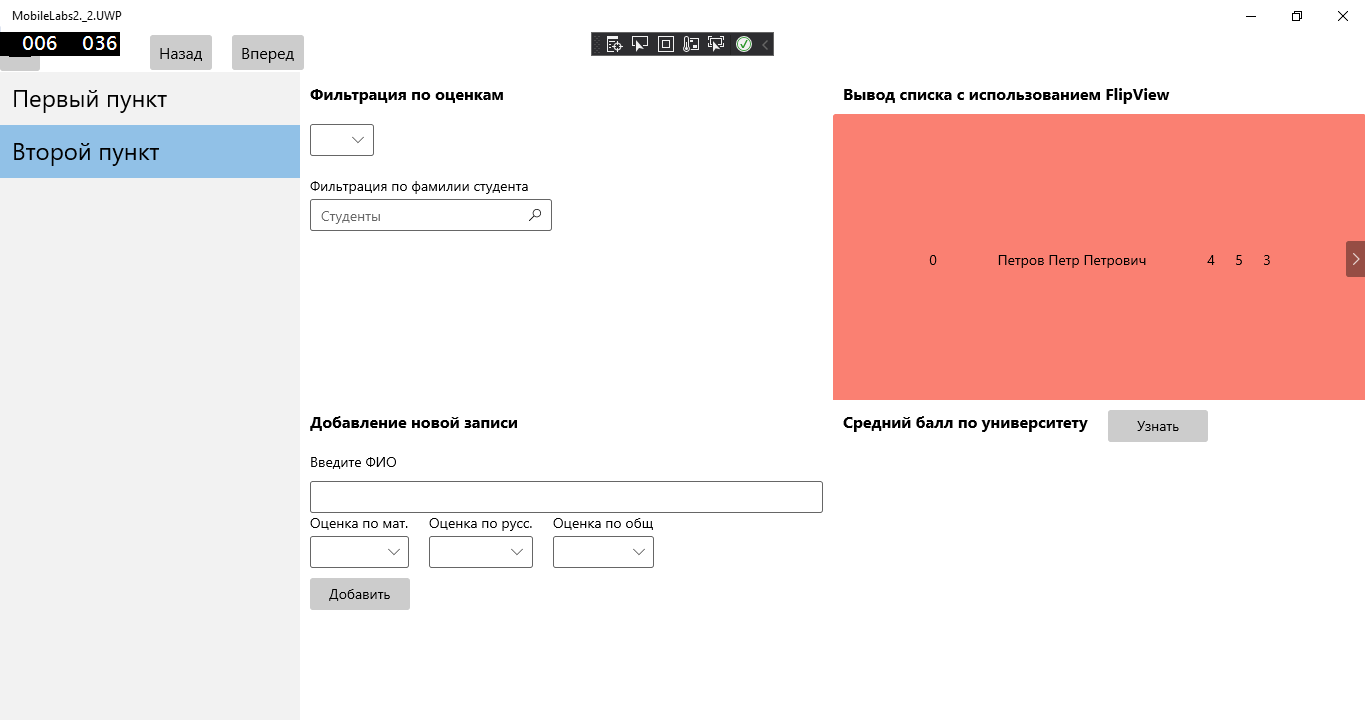 MobileLabs2._2.UWP
006 036
Назад Вперед
Первый пункт
Второй пункт
Фильтрация по оценкам
Фильтрация по фамилии студента
Студенты
Вывод списка с использованием FlipView
0 Петров Петр Петрович 4 5 3
Добавление новой записи
Введите ФИО
Оценка по мат. Оценка по русс. Оценка по общ
Добавить
Средний балл по университету Узнать